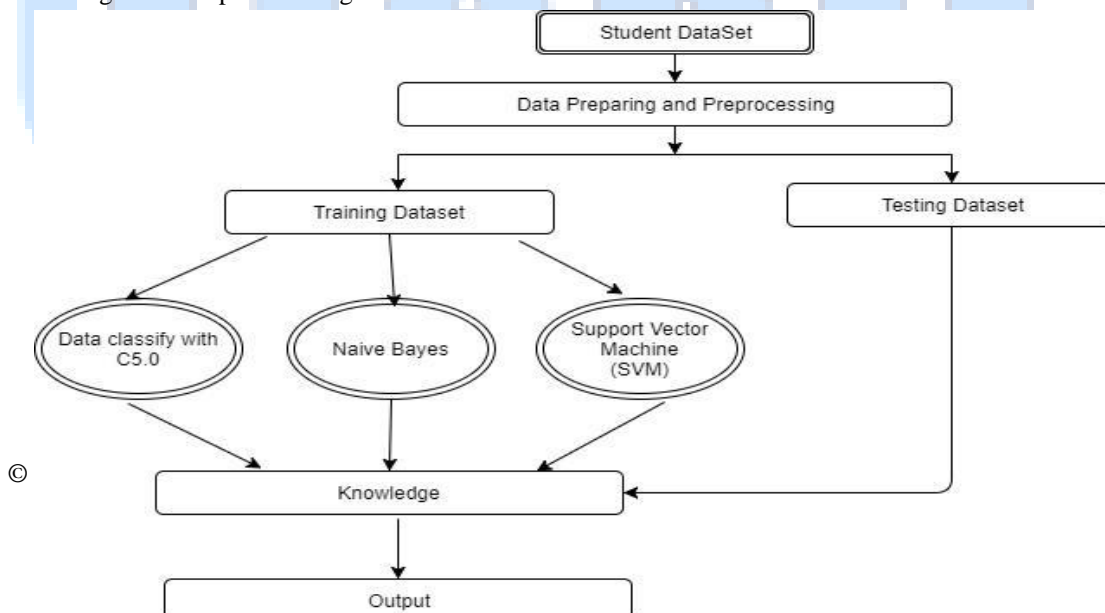 Student DataSet
Data Preparing and Preprocessing
Training Dataset
Testing Dataset
Data classify with
C5.0
Naive Bayes
Support Vector
Machine
(SVM)
©
Knowledge
Output